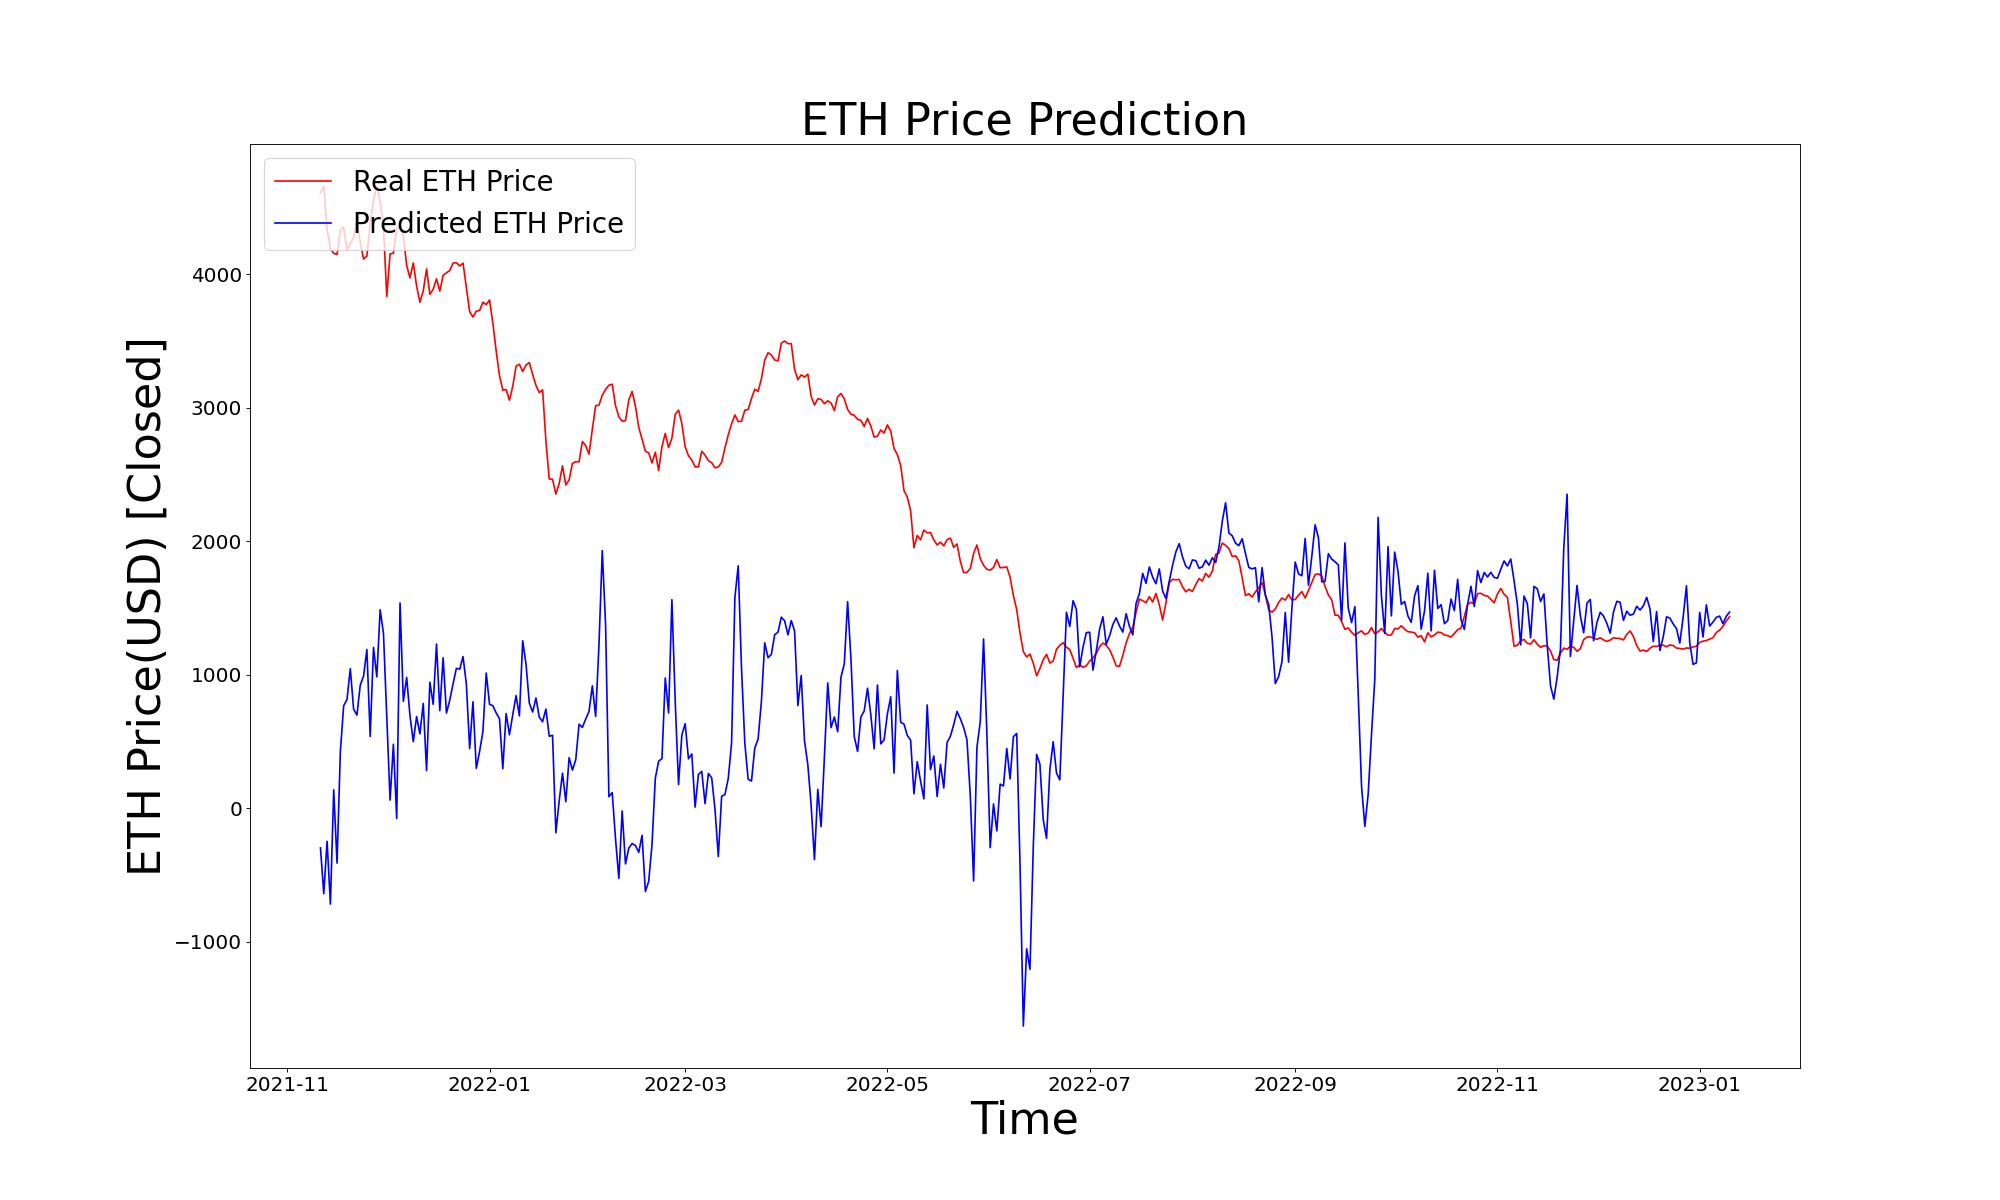 ETH Price Prediction
Real ETH Price
Predicted ETH Price
ETH Price(USD) [Closed]
4000
3000
2000
1000
0
−1000
2021-11 2022-01 2022-03 2022-05 2022-07 2022-09 2022-11 2023-01
Time